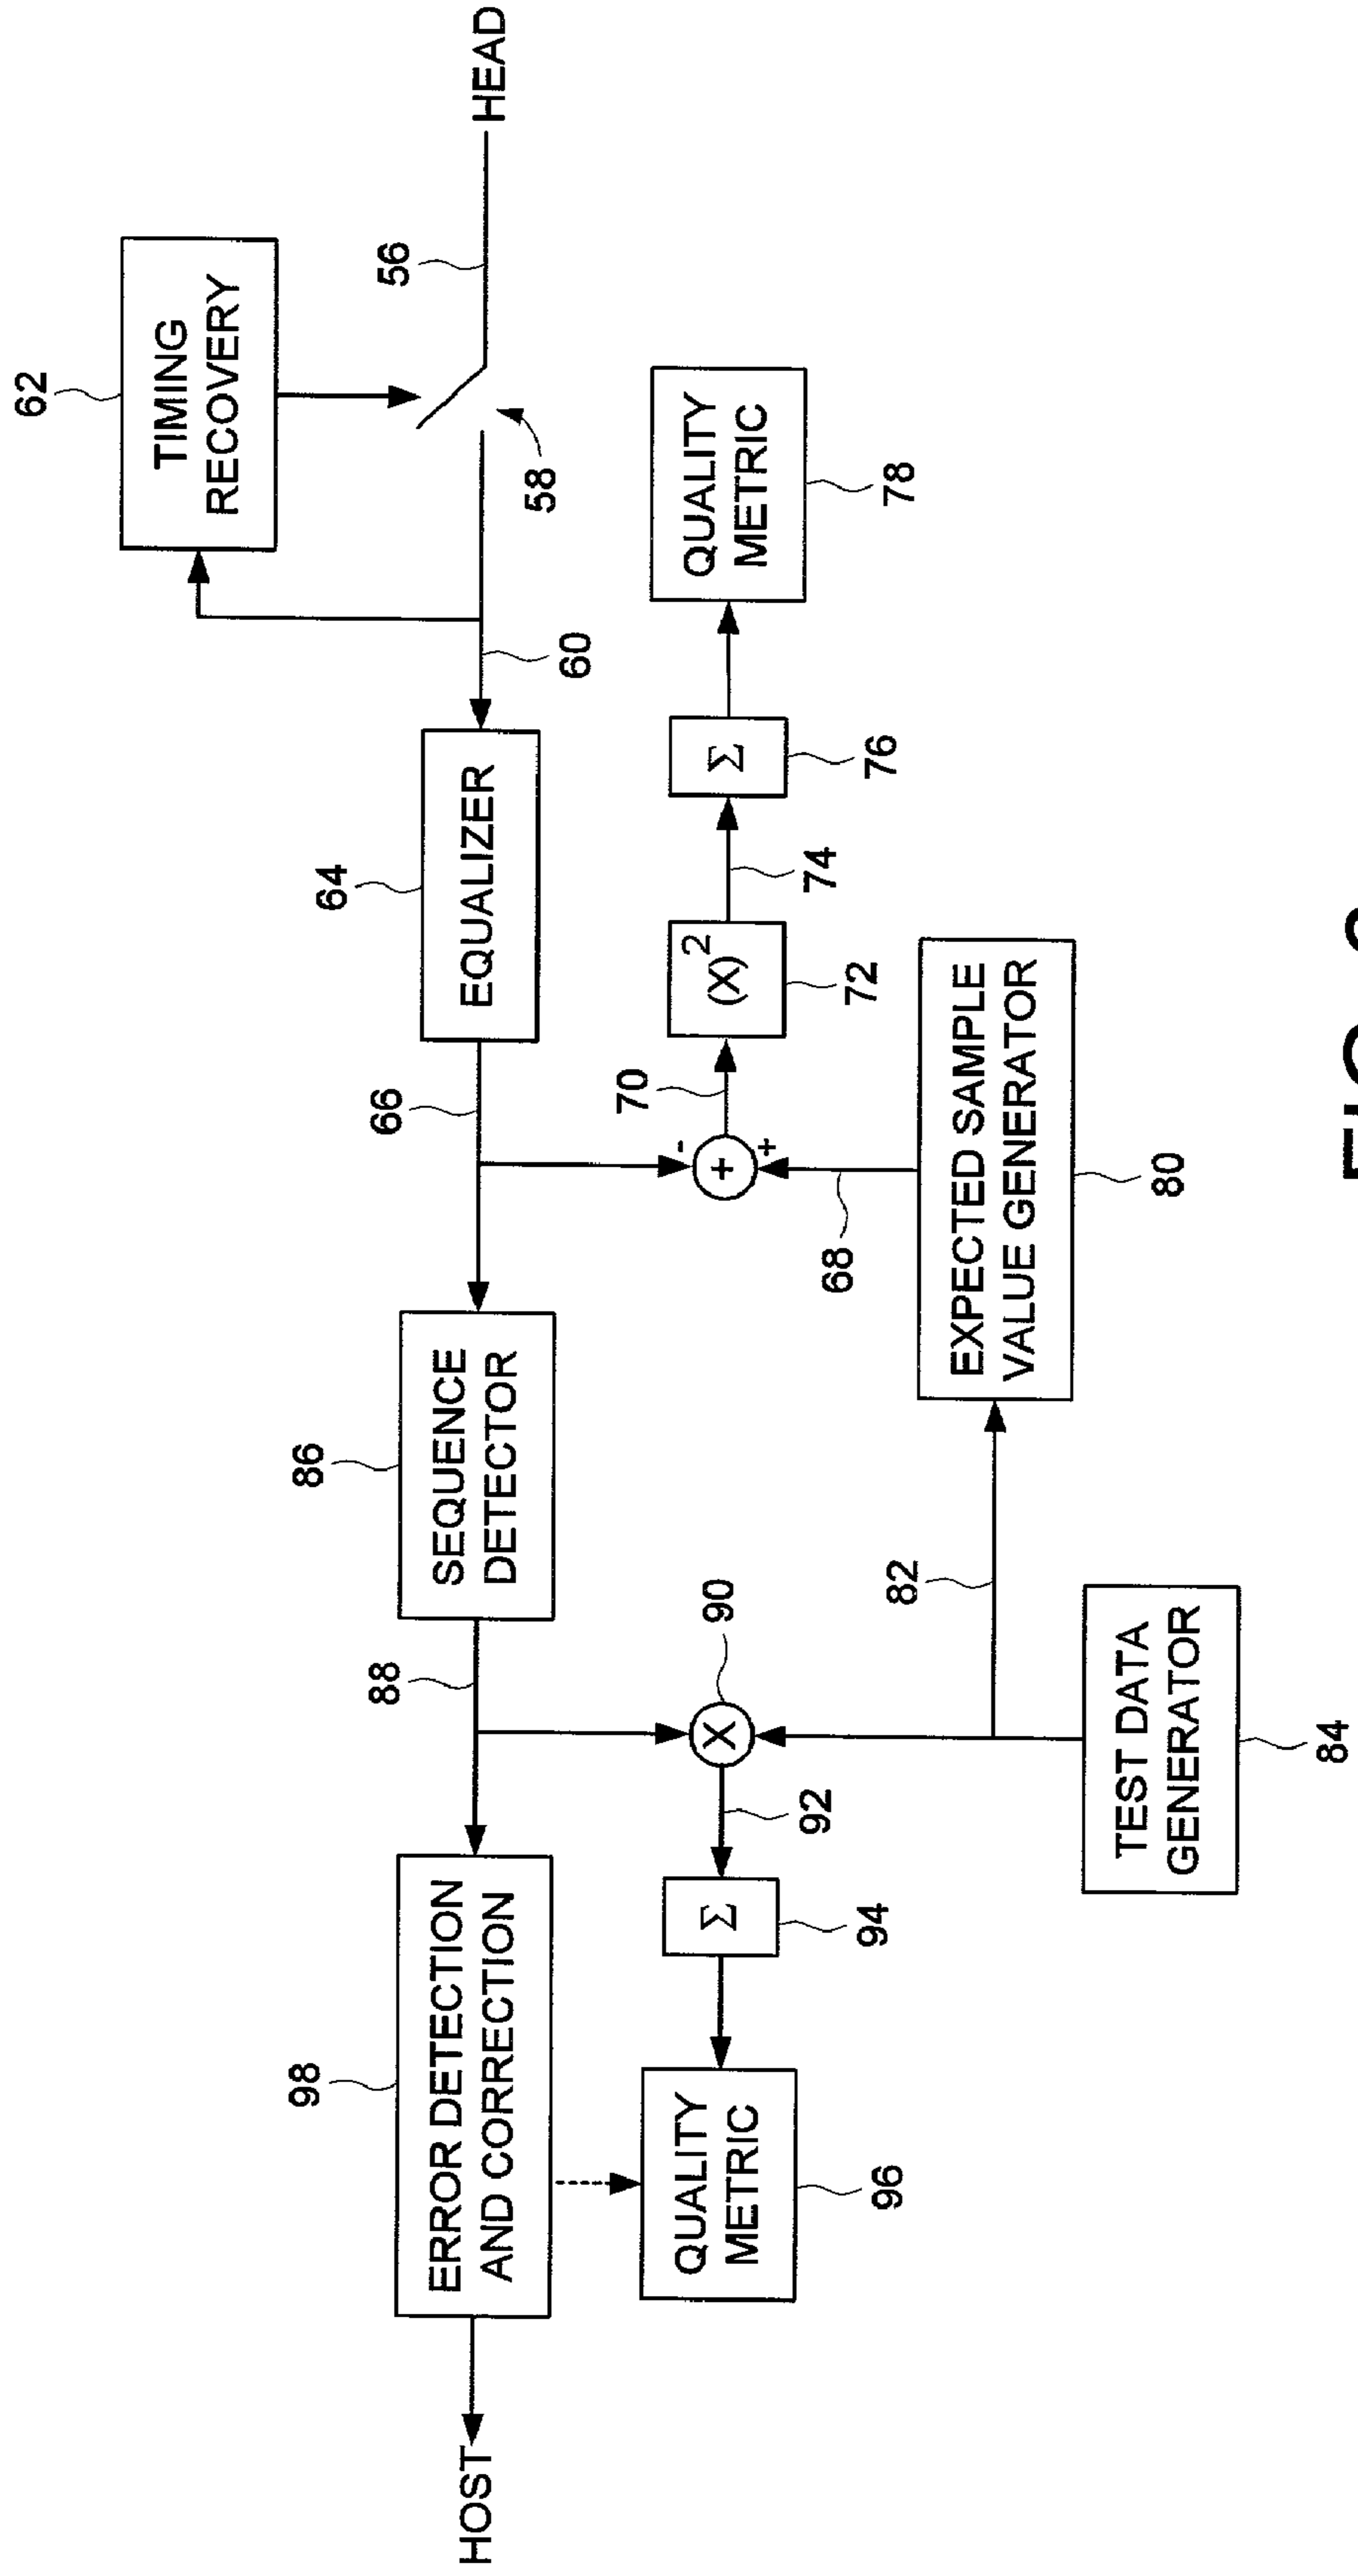 62
TIMING
RECOVERY
HEAD
56
58
60
64
EQUALIZER
66
86
SEQUENCE
DETECTOR
88
98
ERROR DETECTION
AND CORRECTION
HOST
QUALITY
METRIC
78
Σ
76
74
(X)²
72
70
-
+
+
68
EXPECTED SAMPLE
VALUE GENERATOR
80
82
90
X
92
Σ
94
QUALITY
METRIC
96
TEST DATA
GENERATOR
84